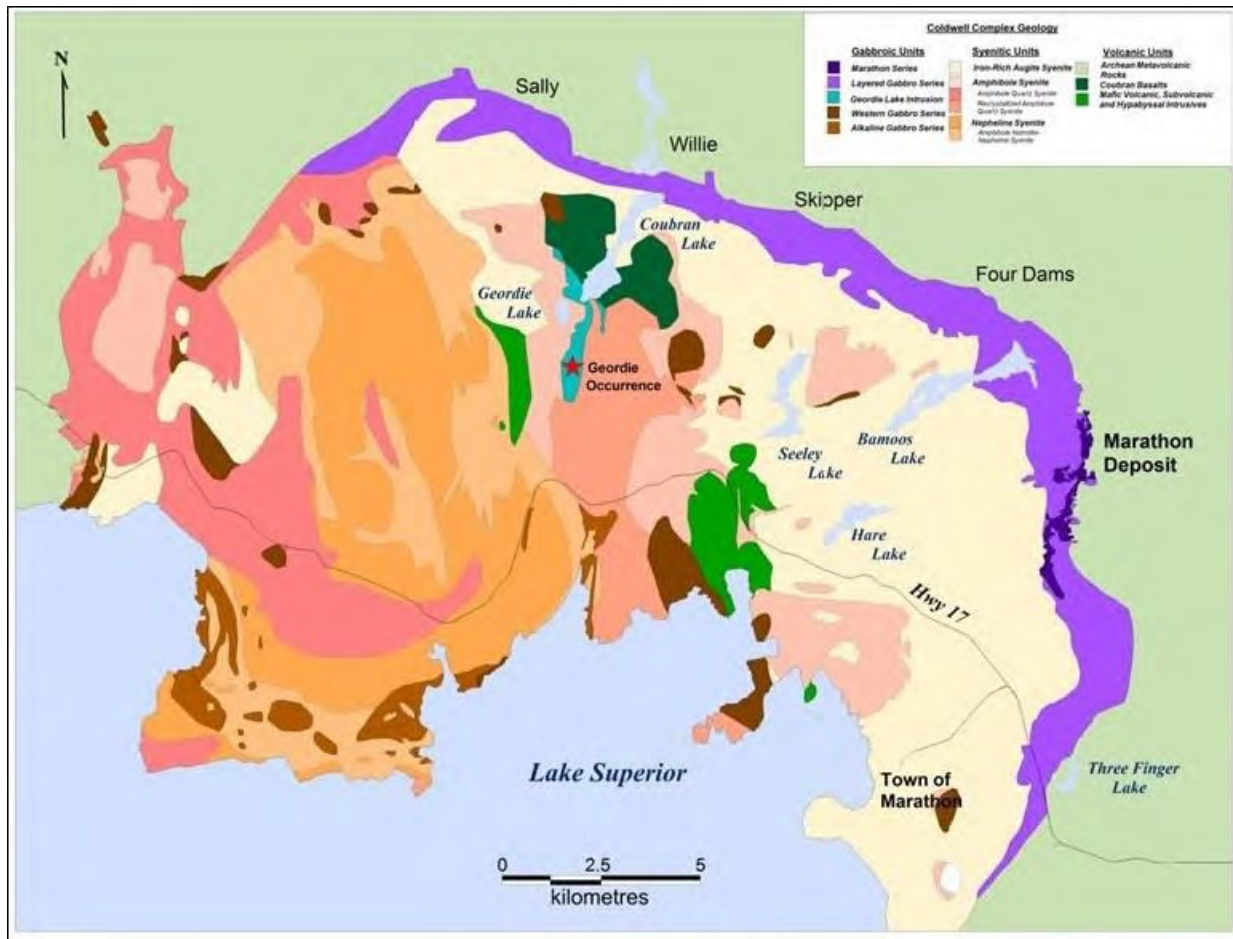 Coldwell Complex Geology
Gabbroic Units
Marathon Series
Layered Gabbro Series
Geordie Lake Intrusion
Western Gabbro Series
Alkaline Gabbro Series
Syenitic Units
Iron-Rich Augite Syenite
Amphibole Syenite
Amphibole Quartz Syenite
Recrystallized Amphibole
Quartz Syenite
Nepheline Syenite
Amphibole Natrolite-
Nepheline Syenite
Volcanic Units
Archean Metavolcanic
Rocks
Coubran Basalts
Mafic Volcanic, Subvolcanic
and Hypabyssal Intrusives
N
Sally
Willie
Skipper
Coubran
Lake
Four Dams
Geordie
Lake
Geordie
Occurrence
Marathon
Deposit
Seeley
Lake
Bamoos
Lake
Hare
Lake
Hwy 17
Lake Superior
Town of
Marathon
Three Finger
Lake
0 2.5 5
kilometres